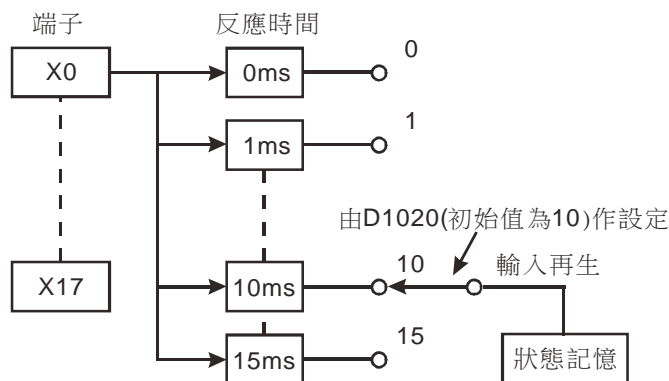 端子
反應時間
X0
0ms
0
1ms
1
由D1020(初始值為10)作設定
X17
10ms
10
輸入再生
15ms
15
狀態記憶